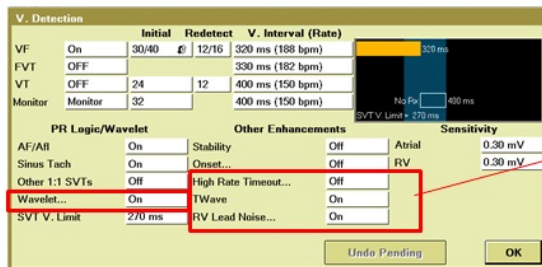 V. Detection
Initial Redetect V. Interval (Rate)
VF On 30/40 12/16 320 ms (188 bpm)
FVT OFF 330 ms (182 bpm)
VT OFF 24 12 400 ms (150 bpm)
Monitor Monitor 32 400 ms (150 bpm)
320 ms
No Rx 400 ms
SVT V. Limit = 270 ms
PR Logic/Wavelet Other Enhancements Sensitivity
AF/Afl On Stability Off Atrial 0.30 mV
Sinus Tach On Onset... Off RV 0.30 mV
Other 1:1 SVTs Off High Rate Timeout... Off
Wavelet... On TWave On
SVT V. Limit 270 ms RV Lead Noise... On
Undo Pending OK